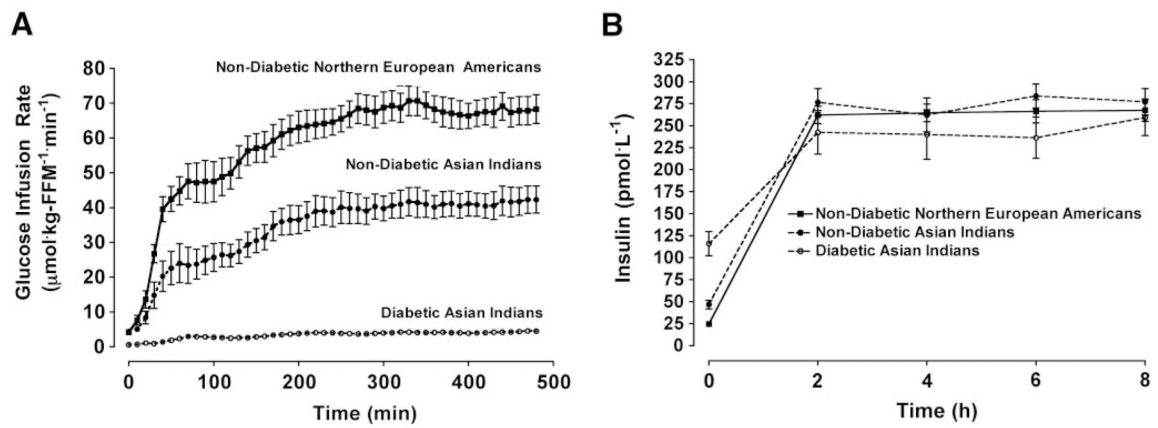 A
Glucose Infusion Rate
(μmol·kg-FFM⁻¹·min⁻¹)
80
70
60
50
40
30
20
10
0
Non-Diabetic Northern European Americans
Non-Diabetic Asian Indians
Diabetic Asian Indians
0 100 200 300 400 500
Time (min)
B
Insulin (pmol·L⁻¹)
325
300
275
250
225
200
175
150
125
100
75
50
25
0
Non-Diabetic Northern European Americans
Non-Diabetic Asian Indians
Diabetic Asian Indians
0 2 4 6 8
Time (h)